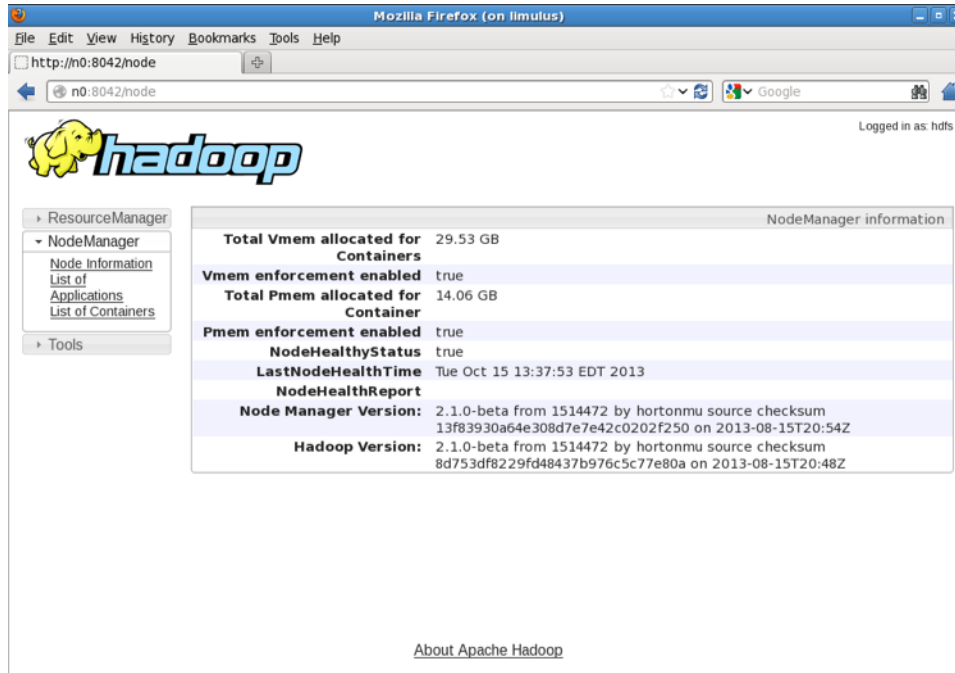 Mozilla Firefox (on limulus)
File Edit View History Bookmarks Tools Help
http://n0:8042/node
n0:8042/node
Google
hadoop
Logged in as: hdfs
ResourceManager
NodeManager
Node Information
List of
Applications
List of Containers
Tools
NodeManager information
Total Vmem allocated for 29.53 GB
Containers
Vmem enforcement enabled true
Total Pmem allocated for 14.06 GB
Container
Pmem enforcement enabled true
NodeHealthyStatus true
LastNodeHealthTime Tue Oct 15 13:37:53 EDT 2013
NodeHealthReport
Node Manager Version: 2.1.0-beta from 1514472 by hortonmu source checksum
13f83930a64e308d7e7e42c0202f250 on 2013-08-15T20:54Z
Hadoop Version: 2.1.0-beta from 1514472 by hortonmu source checksum
8d753df8229fd48437b976c5c77e80a on 2013-08-15T20:48Z
About Apache Hadoop